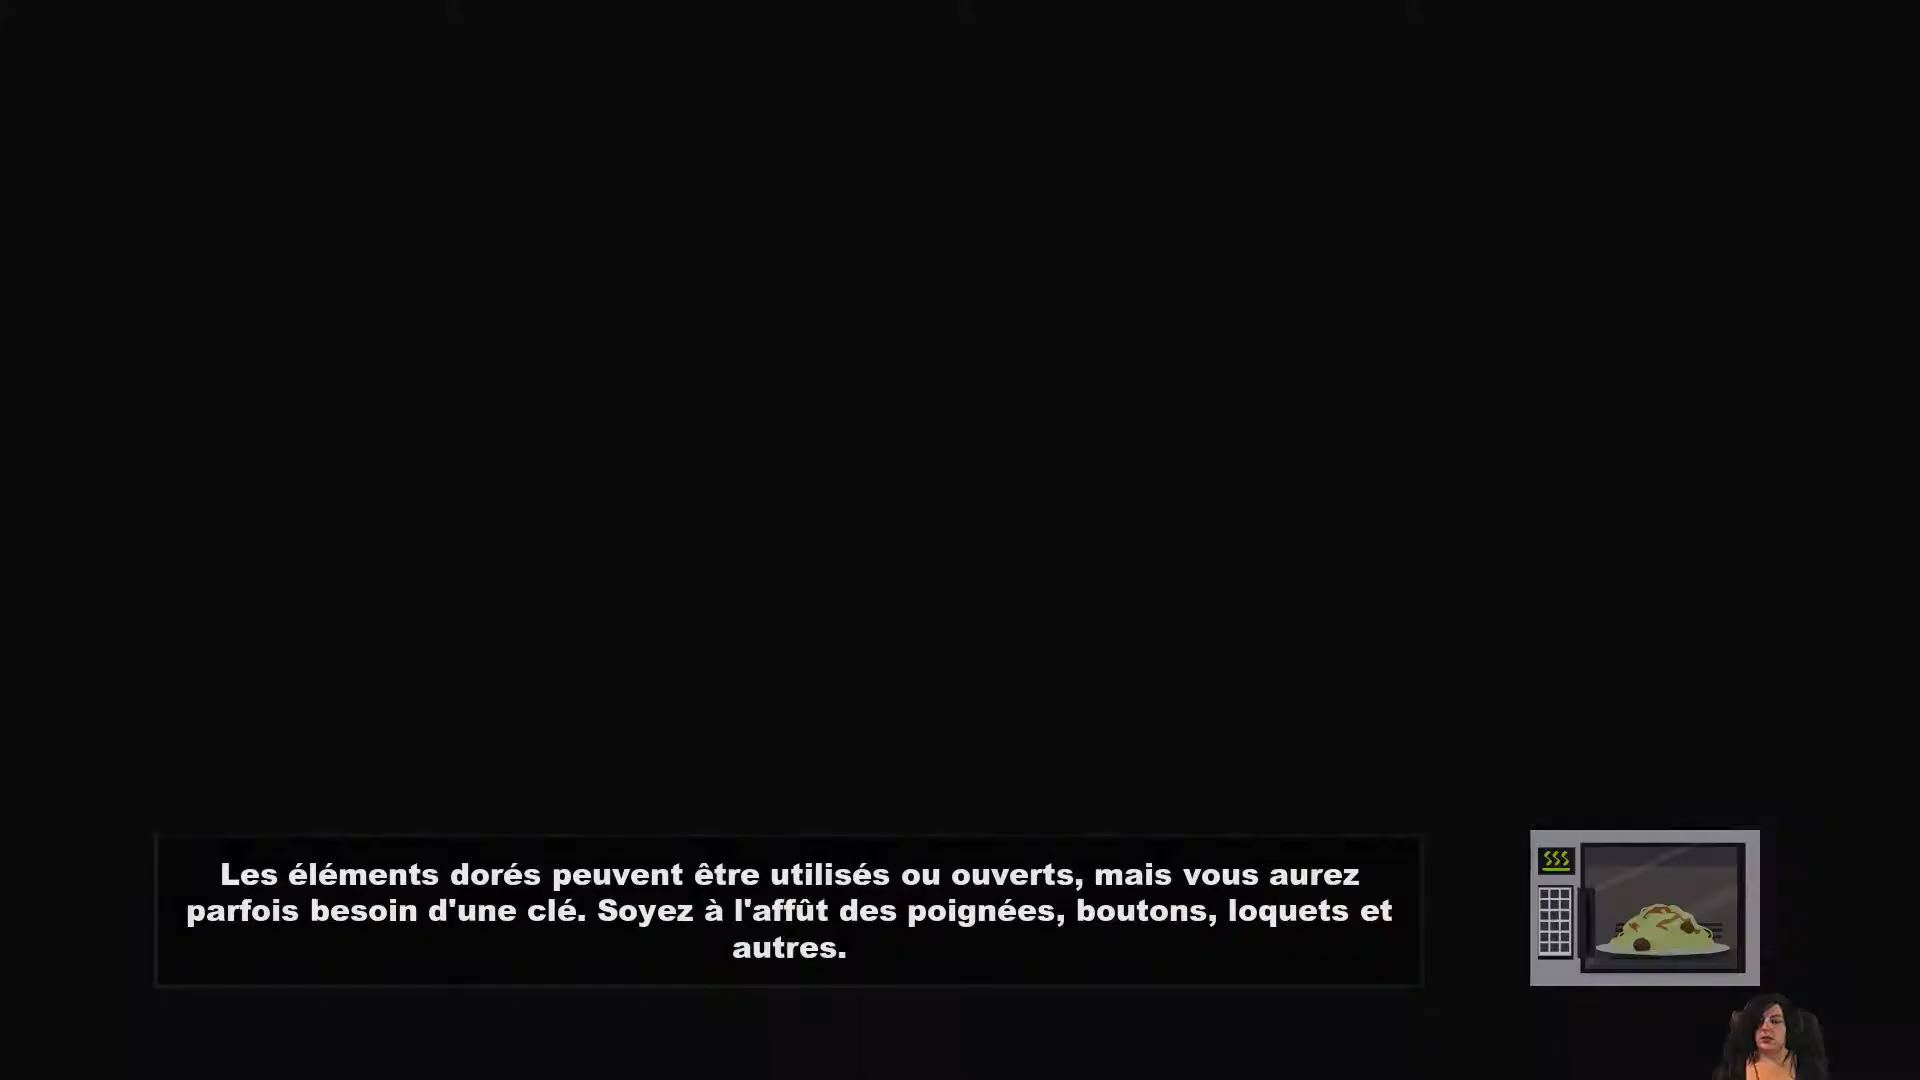 Les éléments dorés peuvent être utilisés ou ouverts, mais vous aurez
parfois besoin d'une clé. Soyez à l'affût des poignées, boutons, loquets et
autres.